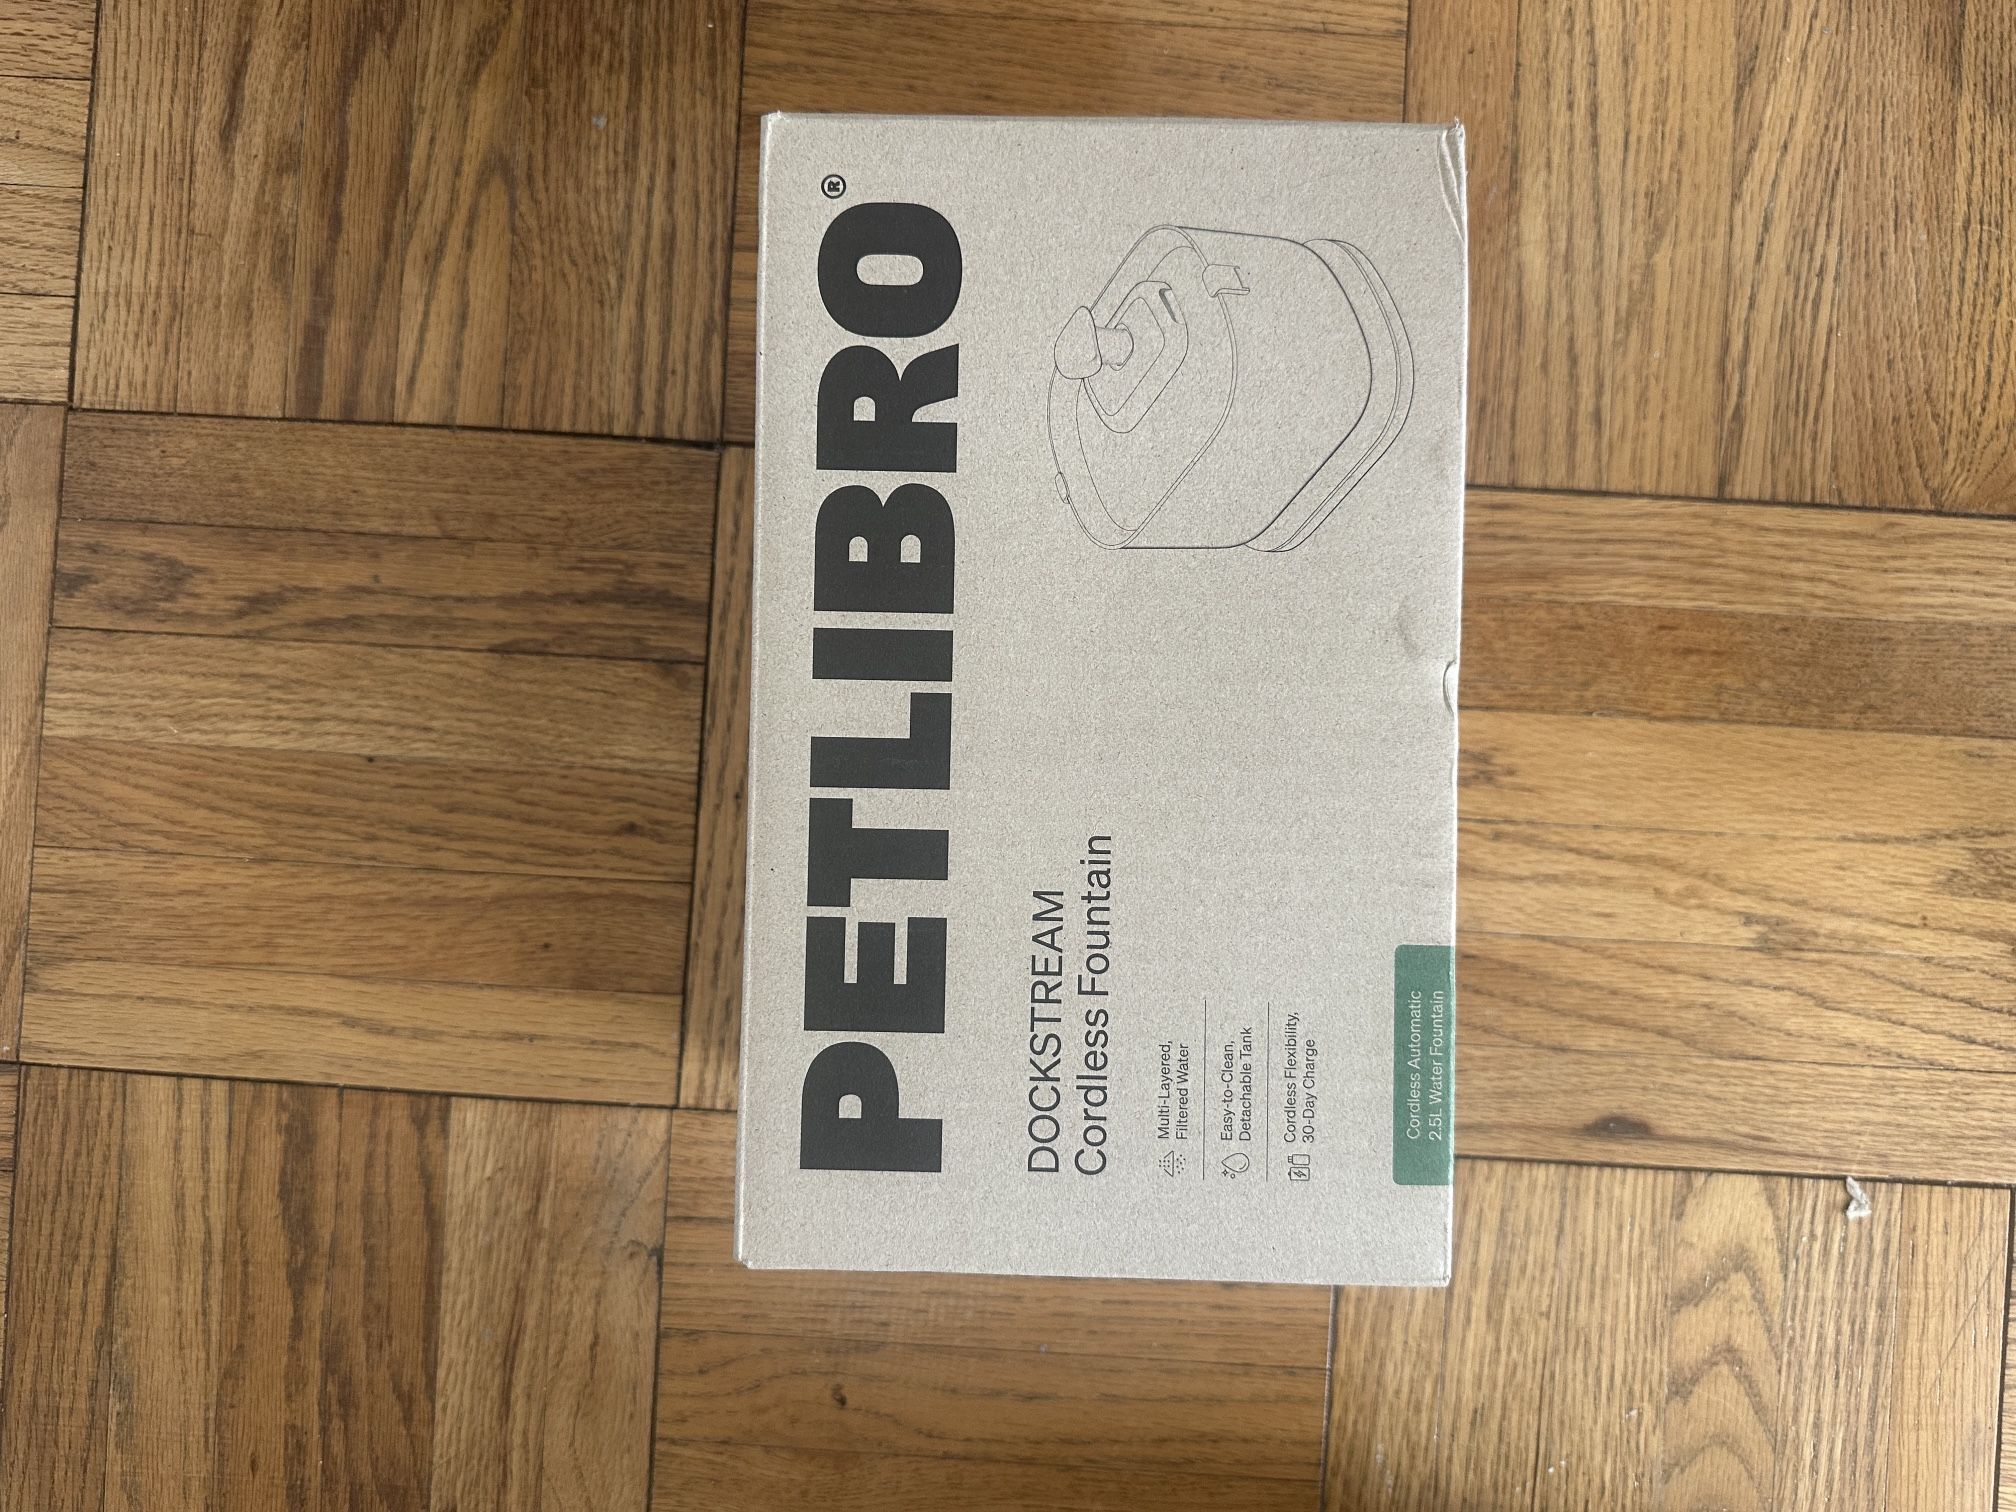 PETLIBRO®
DOCKSTREAM
Cordless Fountain
Multi-Layered,
Filtered Water
Easy-to-Clean,
Detachable Tank
Cordless Flexibility,
30-Day Charge
Cordless Automatic
2.5L Water Fountain